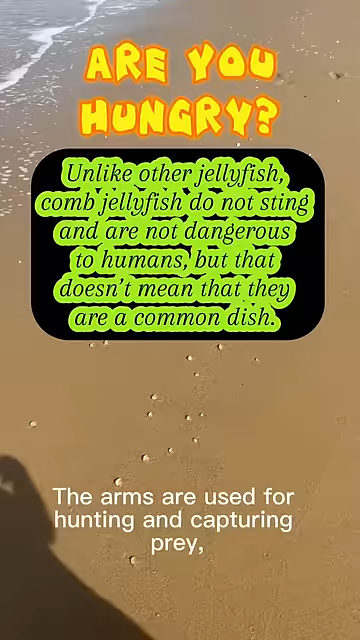 ARE YOU
HUNGRY?
Unlike other jellyfish,
comb jellyfish do not sting
and are not dangerous
to humans, but that
doesn't mean that they
are a common dish.
The arms are used for
hunting and capturing
prey,